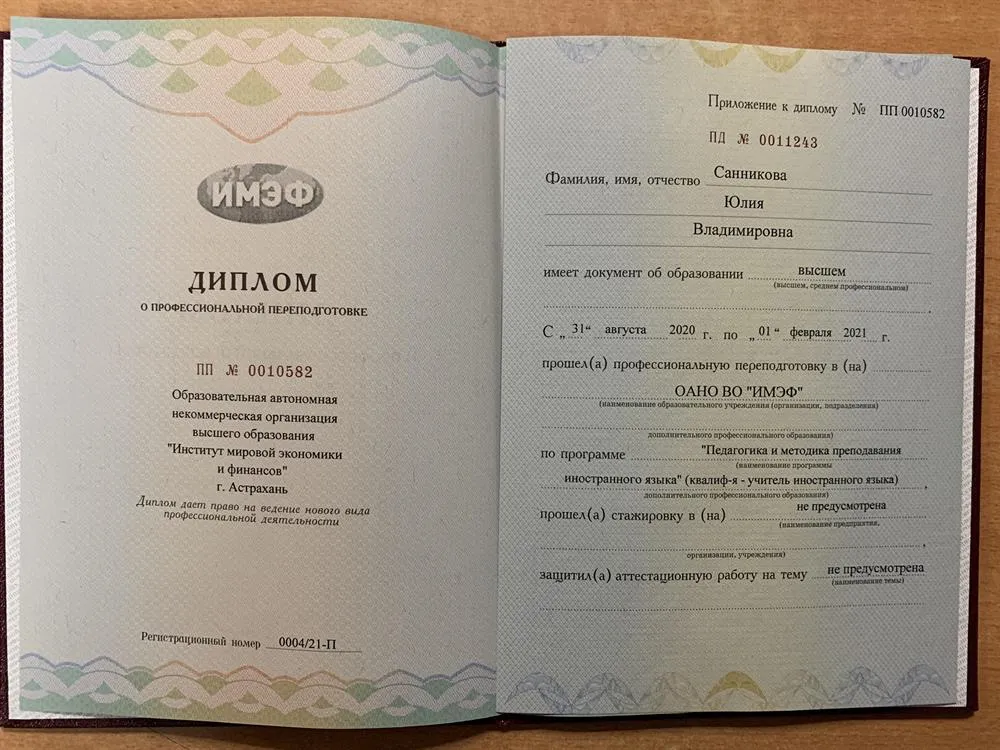 ИМЭФ
ДИПЛОМ
О ПРОФЕССИОНАЛЬНОЙ ПЕРЕПОДГОТОВКЕ
ПП № 0010582
Образовательная автономная
некоммерческая организация
высшего образования
"Институт мировой экономики
и финансов"
г. Астрахань
Диплом дает право на ведение нового вида
профессиональной деятельности
Регистрационный номер 0004/21-П
Приложение к диплому № ПП 0010582
ПД № 0011243
Фамилия, имя, отчество Санникова
Юлия
Владимировна
имеет документ об образовании высшем
(высшем, среднем профессиональном)
С „ 31“ августа 2020 г. по „ 01 “ февраля 2021 г.
прошел(а) профессиональную переподготовку в (на)
ОАНО ВО "ИМЭФ"
(наименование образовательного учреждения (организации, подразделения)
дополнительного профессионального образования)
по программе "Педагогика и методика преподавания
(наименование программы
иностранного языка" (квалиф-я - учитель иностранного языка) ,
дополнительного профессионального образования)
прошел(а) стажировку в (на) не предусмотрена
(наименование предприятия,
,
организации, учреждения)
защитил(а) аттестационную работу на тему не предусмотрена
(наименование темы)